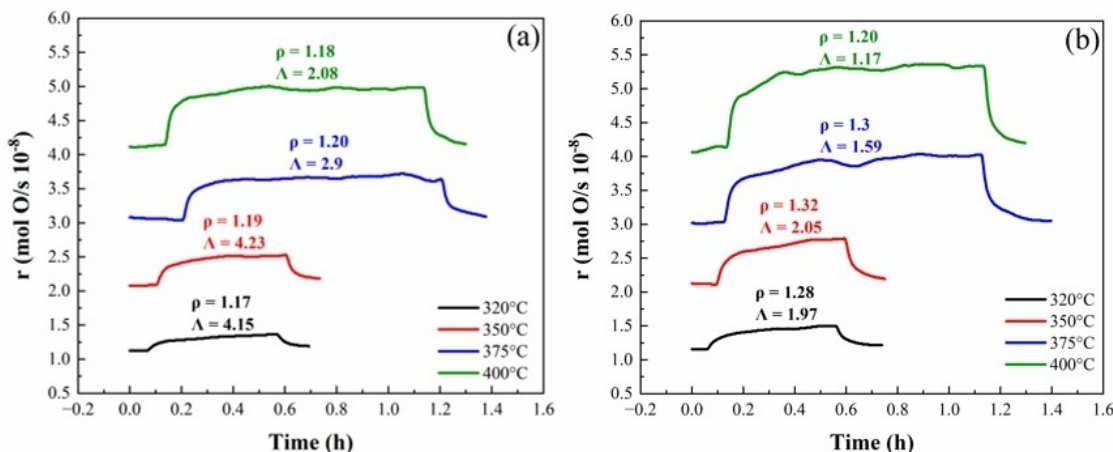 (a)
r (mol O/s 10⁻⁸)
6.0
5.5
5.0
4.5
4.0
3.5
3.0
2.5
2.0
1.5
1.0
0.5
ρ = 1.18
Λ = 2.08
ρ = 1.20
Λ = 2.9
ρ = 1.19
Λ = 4.23
ρ = 1.17
Λ = 4.15
320°C
350°C
375°C
400°C
−0.2 0.0 0.2 0.4 0.6 0.8 1.0 1.2 1.4 1.6
Time (h)
(b)
r (mol O/s 10⁻⁸)
6.0
5.5
5.0
4.5
4.0
3.5
3.0
2.5
2.0
1.5
1.0
0.5
ρ = 1.20
Λ = 1.17
ρ = 1.3
Λ = 1.59
ρ = 1.32
Λ = 2.05
ρ = 1.28
Λ = 1.97
320°C
350°C
375°C
400°C
−0.2 0.0 0.2 0.4 0.6 0.8 1.0 1.2 1.4 1.6
Time (h)